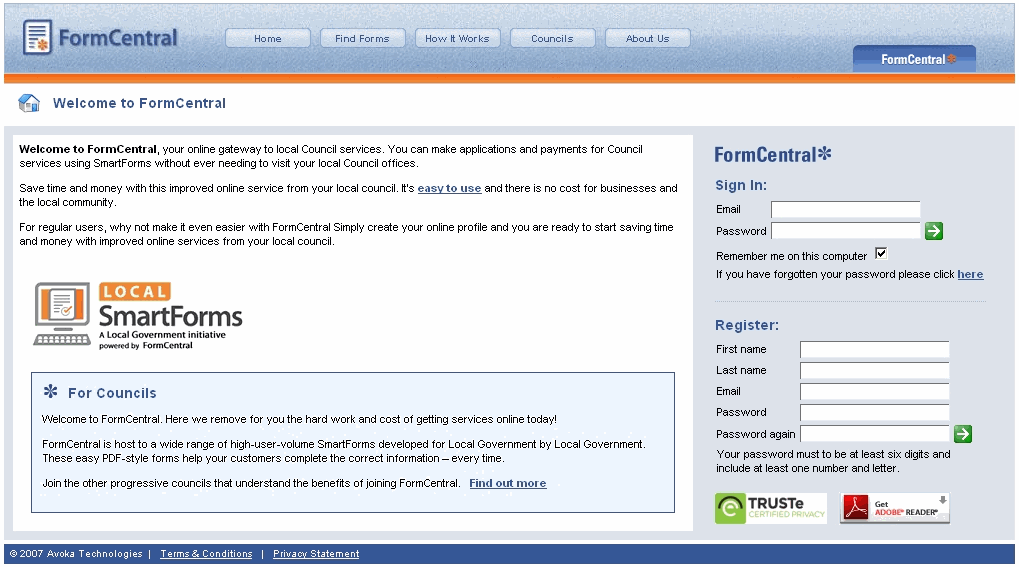 FormCentral
Home
Find Forms
How It Works
Councils
About Us
FormCentral*
Welcome to FormCentral
Welcome to FormCentral, your online gateway to local Council services. You can make applications and payments for Council
services using SmartForms without ever needing to visit your local Council offices.
Save time and money with this improved online service from your local council. It's easy to use and there is no cost for businesses and
the local community.
For regular users, why not make it even easier with FormCentral Simply create your online profile and you are ready to start saving time
and money with improved online services from your local council.
LOCAL
SmartForms
A Local Government initiative
powered by FormCentral
* For Councils
Welcome to FormCentral. Here we remove for you the hard work and cost of getting services online today!
FormCentral is host to a wide range of high-user-volume SmartForms developed for Local Government by Local Government.
These easy PDF-style forms help your customers complete the correct information – every time.
Join the other progressive councils that understand the benefits of joining FormCentral. Find out more
FormCentral*
Sign In:
Email
Password
Remember me on this computer
If you have forgotten your password please click here
Register:
First name
Last name
Email
Password
Password again
Your password must to be at least six digits and
include at least one number and letter.
TRUSTe
CERTIFIED PRIVACY
Get
ADOBE® READER®
© 2007 Avoka Technologies | Terms & Conditions | Privacy Statement